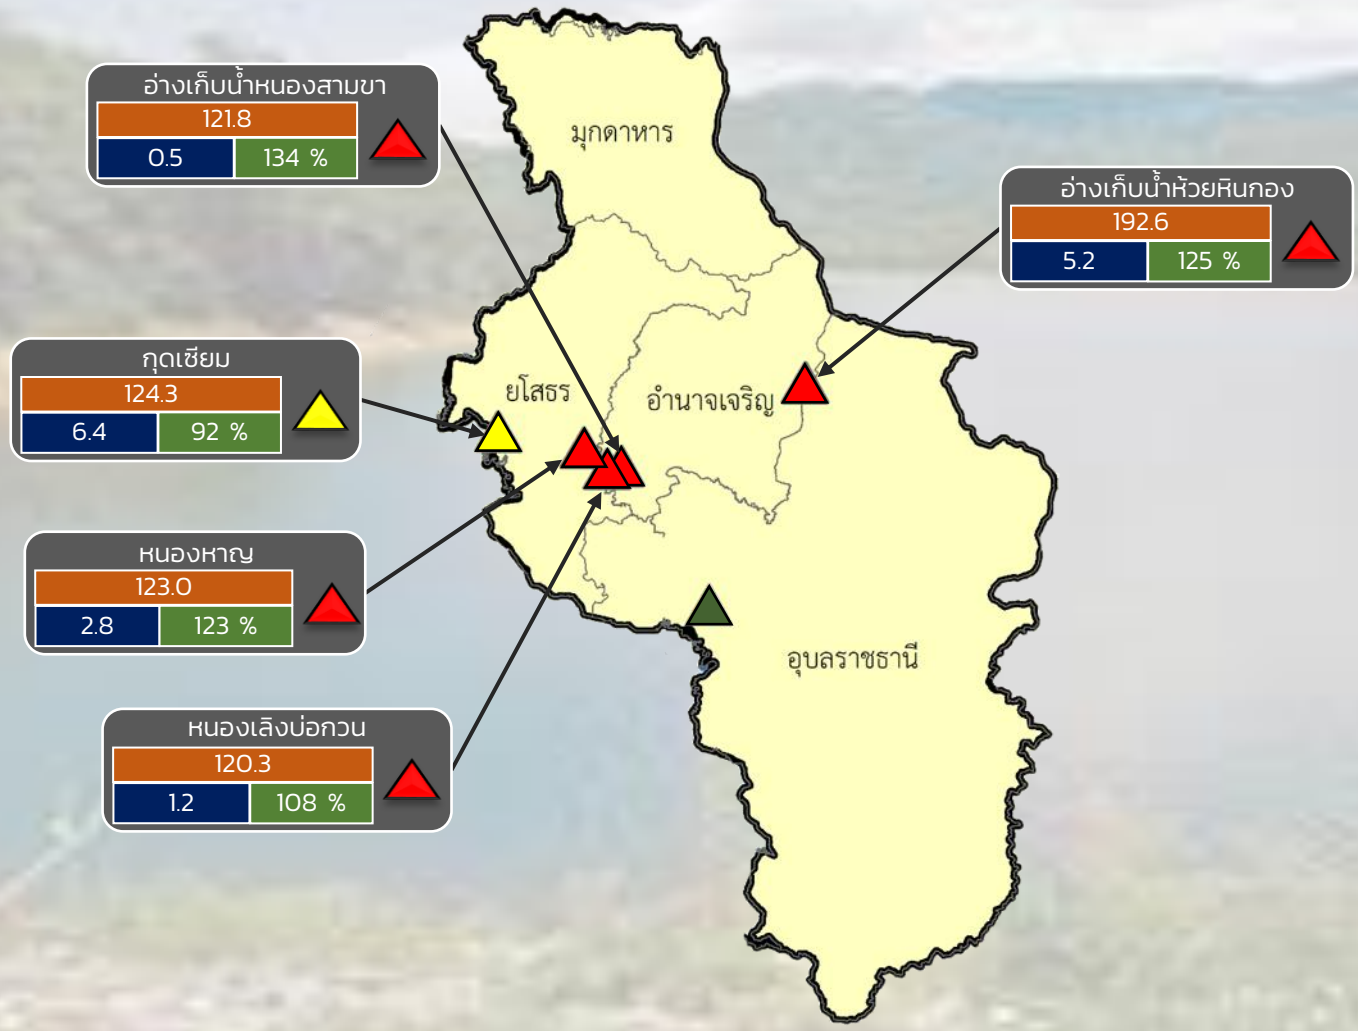 อ่างเก็บน้ำหนองสามขา
121.8
0.5 134 %
มุกดาหาร
อ่างเก็บน้ำห้วยหินกอง
192.6
5.2 125 %
กุดเซียม
124.3
6.4 92 %
ยโสธร
อำนาจเจริญ
หนองหาญ
123.0
2.8 123 %
อุบลราชธานี
หนองเลิงบ่อกวน
120.3
1.2 108 %